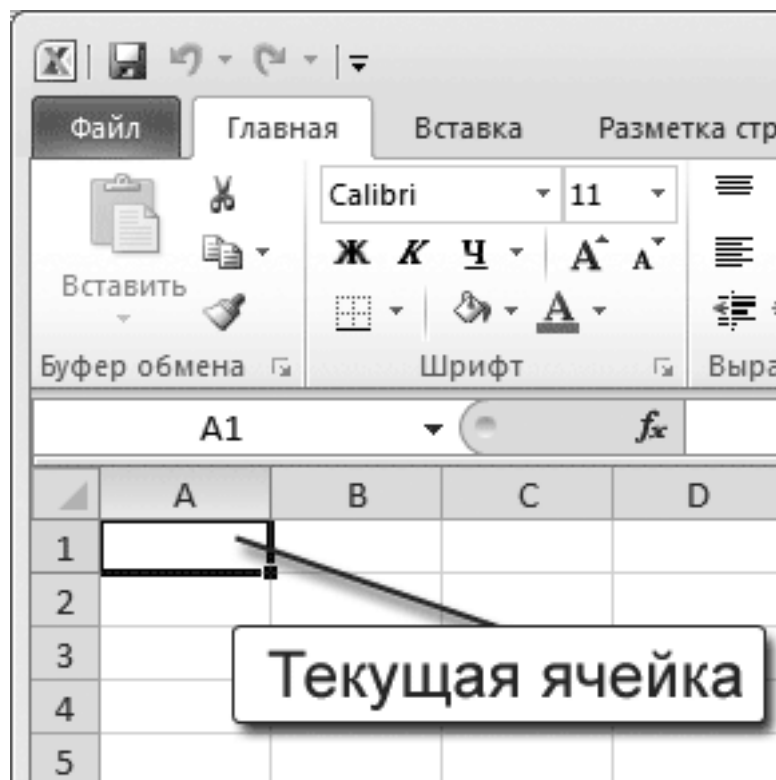 Файл Главная Вставка Разметка стр
Calibri 11
Ж К Ч A A
Вставить
A
Буфер обмена Шрифт Выра
A1 fx
A B C D
1
2
3
Текущая ячейка
4
5